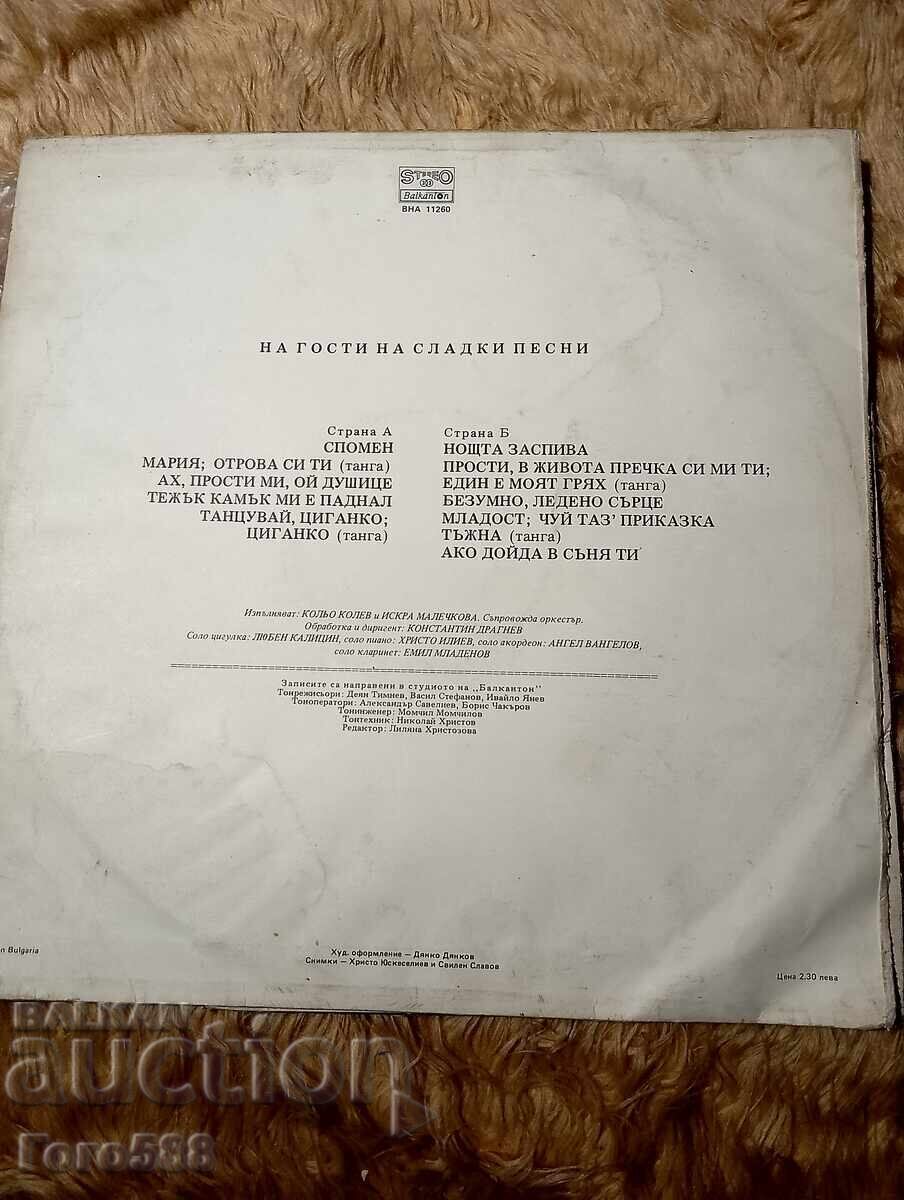 STEREO
Balkanton
ВНА 11260
НА ГОСТИ НА СЛАДКИ ПЕСНИ
Страна А
СПОМЕН
МАРИЯ; ОТРОВА СИ ТИ (танга)
АХ, ПРОСТИ МИ, ОЙ ДУШИЦЕ
ТЕЖЪК КАМЪК МИ Е ПАДНАЛ
ТАНЦУВАЙ, ЦИГАНКО;
ЦИГАНКО (танга)
Страна Б
НОЩТА ЗАСПИВА
ПРОСТИ, В ЖИВОТА ПРЕЧКА СИ МИ ТИ;
ЕДИН Е МОЯТ ГРЯХ (танга)
БЕЗУМНО, ЛЕДЕНО СЪРЦЕ
МЛАДОСТ; ЧУЙ ТАЗ' ПРИКАЗКА
ТЪЖНА (танга)
АКО ДОЙДА В СЪНЯ ТИ
Изпълняват: КОЛЬО КОЛЕВ и ИСКРА МАЛЕЧКОВА. Съпровожда оркестър.
Обработка и диригент: КОНСТАНТИН ДРАГНЕВ
Соло цигулка: ЛЮБЕН КАЛИЦИН, соло пиано: ХРИСТО ИЛИЕВ, соло акордеон: АНГЕЛ ВАНГЕЛОВ,
соло кларинет: ЕМИЛ МЛАДЕНОВ
Записите са направени в студиото на ,,Балкантон"
Тонрежисьори: Деян Тимнев, Васил Стефанов, Ивайло Янев
Тоноператори: Александър Савелиев, Борис Чакъров
Тонинженер: Момчил Момчилов
Тонтехник: Николай Христов
Редактор: Лиляна Христозова
n Bulgaria
Худ. оформление — Дянко Дянков
Снимки — Христо Юскеселиев и Свилен Славов
Цена 2.30 лева
BALKAN
auction
Гого588